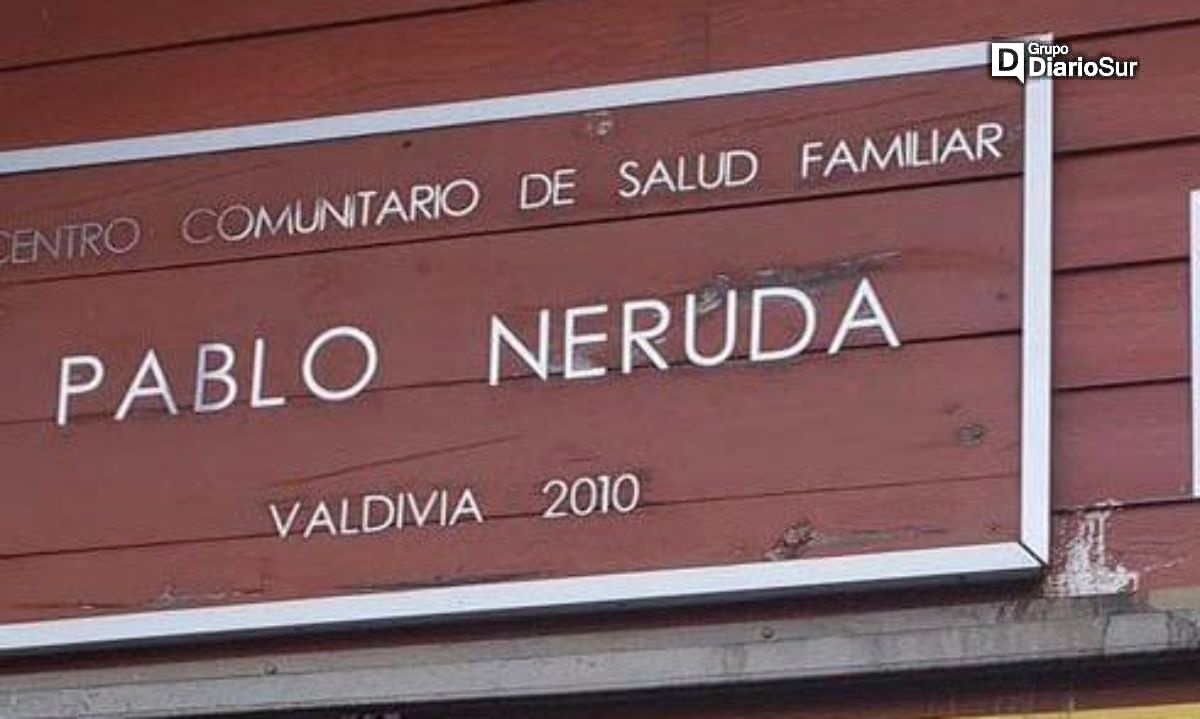 Grupo
DiarioSur
CENTRO COMUNITARIO DE SALUD FAMILIAR
PABLO NERUDA
VALDIVIA 2010